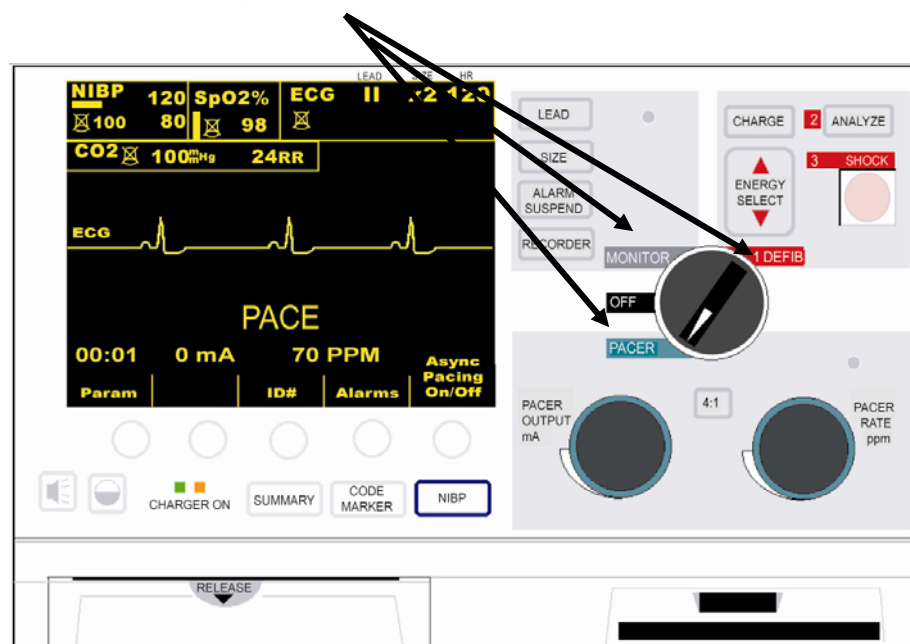 LEAD SIZE HR
NIBP 120 SpO2% ECG II x2 120
100 80 98
CO2 100mmHg 24RR
ECG
PACE
00:01 0 mA 70 PPM Async
Pacing
Param ID# Alarms On/Off
CHARGER ON
SUMMARY
CODE
MARKER
NIBP
LEAD
SIZE
ALARM
SUSPEND
RECORDER
MONITOR
OFF
PACER
CHARGE 2 ANALYZE
3 SHOCK
ENERGY
SELECT
1 DEFIB
PACER
OUTPUT
mA
4:1
PACER
RATE
ppm
RELEASE